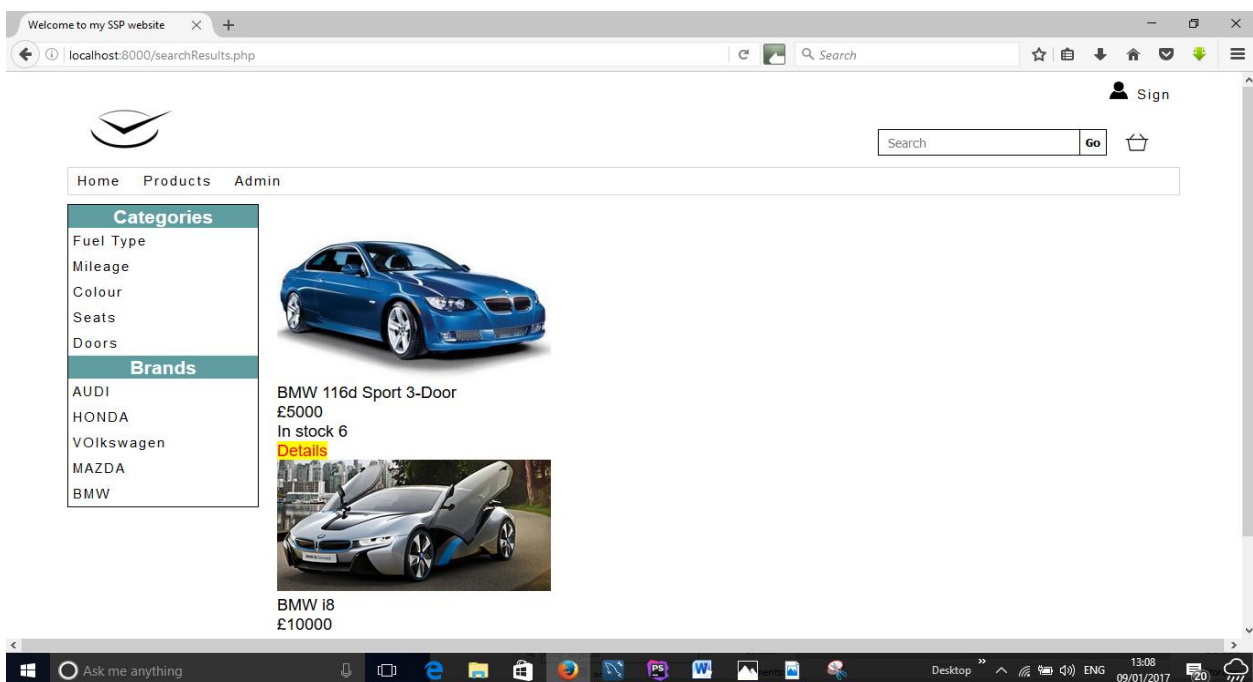 Welcome to my SSP website
localhost:8000/searchResults.php
Search
Sign
Search Go
Home Products Admin
Categories
Fuel Type
Mileage
Colour
Seats
Doors
Brands
AUDI
HONDA
VOlkswagen
MAZDA
BMW
BMW 116d Sport 3-Door
£5000
In stock 6
Details
BMW i8
£10000
Ask me anything
Desktop
ENG
13:08
09/01/2017
20